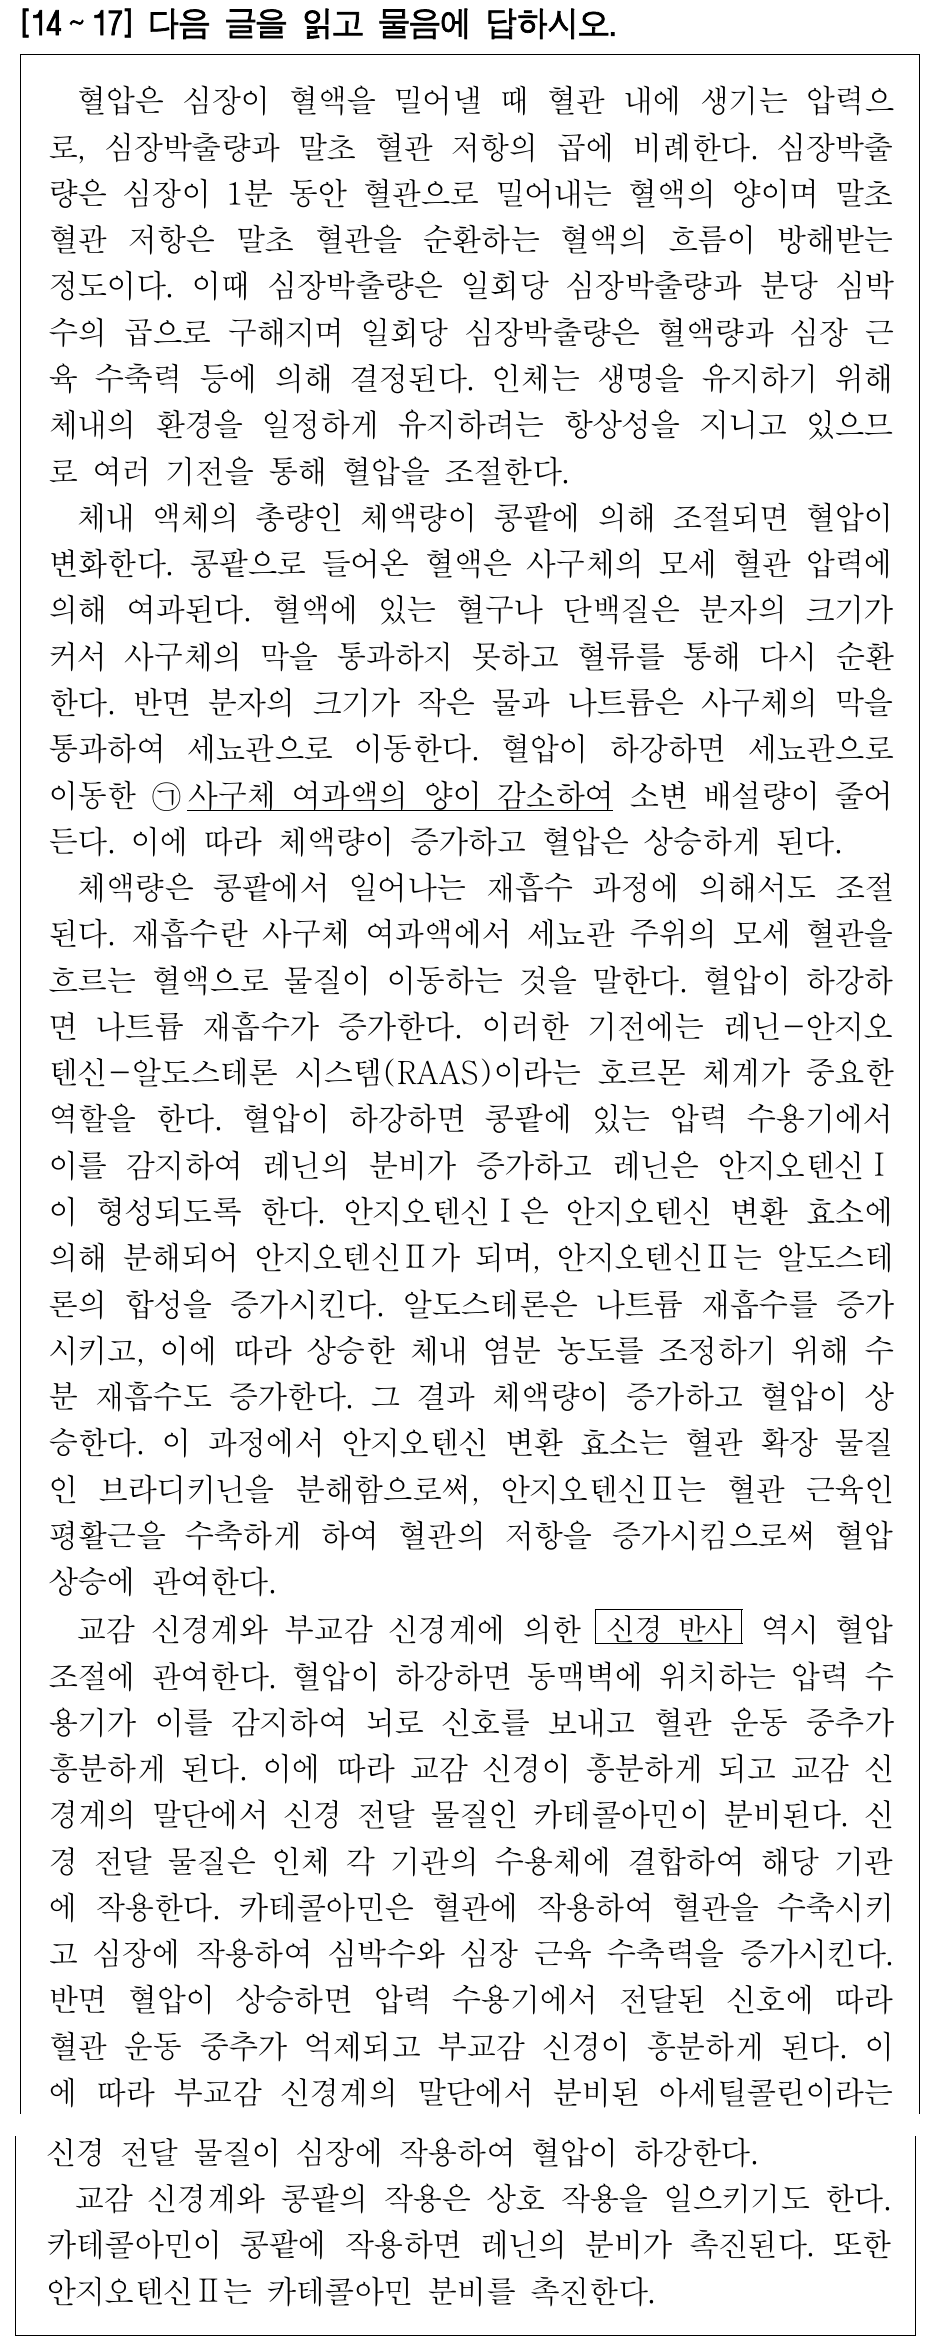 [14 ~ 17] 다음 글을 읽고 물음에 답하시오.
혈압은 심장이 혈액을 밀어낼 때 혈관 내에 생기는 압력으
로, 심장박출량과 말초 혈관 저항의 곱에 비례한다. 심장박출
량은 심장이 1분 동안 혈관으로 밀어내는 혈액의 양이며 말초
혈관 저항은 말초 혈관을 순환하는 혈액의 흐름이 방해받는
정도이다. 이때 심장박출량은 일회당 심장박출량과 분당 심박
수의 곱으로 구해지며 일회당 심장박출량은 혈액량과 심장 근
육 수축력 등에 의해 결정된다. 인체는 생명을 유지하기 위해
체내의 환경을 일정하게 유지하려는 항상성을 지니고 있으므
로 여러 기전을 통해 혈압을 조절한다.
체내 액체의 총량인 체액량이 콩팥에 의해 조절되면 혈압이
변화한다. 콩팥으로 들어온 혈액은 사구체의 모세 혈관 압력에
의해 여과된다. 혈액에 있는 혈구나 단백질은 분자의 크기가
커서 사구체의 막을 통과하지 못하고 혈류를 통해 다시 순환
한다. 반면 분자의 크기가 작은 물과 나트륨은 사구체의 막을
통과하여 세뇨관으로 이동한다. 혈압이 하강하면 세뇨관으로
이동한 ㉠사구체 여과액의 양이 감소하여 소변 배설량이 줄어
든다. 이에 따라 체액량이 증가하고 혈압은 상승하게 된다.
체액량은 콩팥에서 일어나는 재흡수 과정에 의해서도 조절
된다. 재흡수란 사구체 여과액에서 세뇨관 주위의 모세 혈관을
흐르는 혈액으로 물질이 이동하는 것을 말한다. 혈압이 하강하
면 나트륨 재흡수가 증가한다. 이러한 기전에는 레닌-안지오
텐신-알도스테론 시스템(RAAS)이라는 호르몬 체계가 중요한
역할을 한다. 혈압이 하강하면 콩팥에 있는 압력 수용기에서
이를 감지하여 레닌의 분비가 증가하고 레닌은 안지오텐신Ⅰ
이 형성되도록 한다. 안지오텐신Ⅰ은 안지오텐신 변환 효소에
의해 분해되어 안지오텐신Ⅱ가 되며, 안지오텐신Ⅱ는 알도스테
론의 합성을 증가시킨다. 알도스테론은 나트륨 재흡수를 증가
시키고, 이에 따라 상승한 체내 염분 농도를 조정하기 위해 수
분 재흡수도 증가한다. 그 결과 체액량이 증가하고 혈압이 상
승한다. 이 과정에서 안지오텐신 변환 효소는 혈관 확장 물질
인 브라디키닌을 분해함으로써, 안지오텐신Ⅱ는 혈관 근육인
평활근을 수축하게 하여 혈관의 저항을 증가시킴으로써 혈압
상승에 관여한다.
교감 신경계와 부교감 신경계에 의한 신경 반사 역시 혈압
조절에 관여한다. 혈압이 하강하면 동맥벽에 위치하는 압력 수
용기가 이를 감지하여 뇌로 신호를 보내고 혈관 운동 중추가
흥분하게 된다. 이에 따라 교감 신경이 흥분하게 되고 교감 신
경계의 말단에서 신경 전달 물질인 카테콜아민이 분비된다. 신
경 전달 물질은 인체 각 기관의 수용체에 결합하여 해당 기관
에 작용한다. 카테콜아민은 혈관에 작용하여 혈관을 수축시키
고 심장에 작용하여 심박수와 심장 근육 수축력을 증가시킨다.
반면 혈압이 상승하면 압력 수용기에서 전달된 신호에 따라
혈관 운동 중추가 억제되고 부교감 신경이 흥분하게 된다. 이
에 따라 부교감 신경계의 말단에서 분비된 아세틸콜린이라는
신경 전달 물질이 심장에 작용하여 혈압이 하강한다.
교감 신경계와 콩팥의 작용은 상호 작용을 일으키기도 한다.
카테콜아민이 콩팥에 작용하면 레닌의 분비가 촉진된다. 또한
안지오텐신Ⅱ는 카테콜아민 분비를 촉진한다.